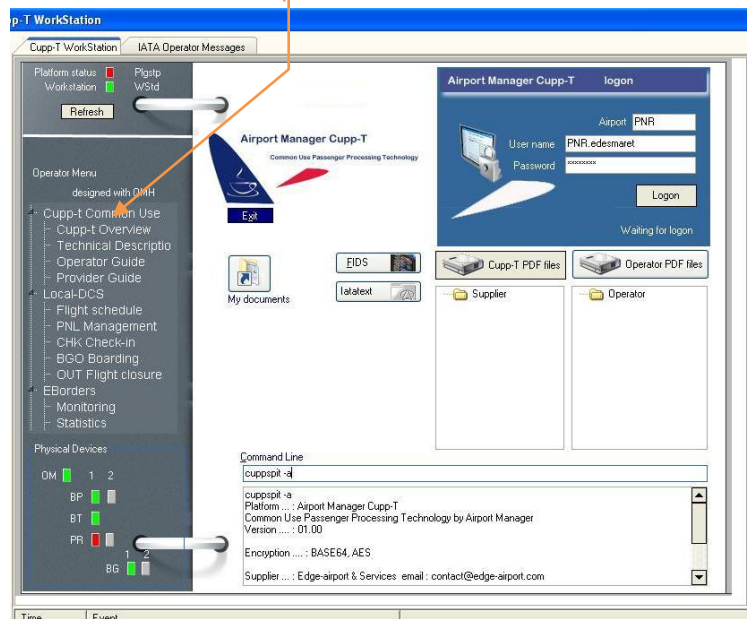 p-T WorkStation
Cupp-T WorkStation
IATA Operator Messages
Platform status
Plgstp
Workstation
WStd
Refresh
Operator Menu
designed with OMH
Cupp-t Common Use
Cupp-t Overview
Technical Descriptio
Operator Guide
Provider Guide
Local-DCS
Flight schedule
PNL Management
CHK Check-in
BGO Boarding
OUT Flight closure
EBorders
Monitoring
Statistics
Physical Devices
OM 1 2
BP
BT
PR
1 2
BG
Airport Manager Cupp-T
Common Use Passenger Processing Technology
Exit
My documents
FIDS
Iatatext
Airport Manager Cupp-T logon
Airport PNR
User name PNR.edesmaret
Password xxxxxxxx
Logon
Waiting for logon
Cupp-T PDF files
Operator PDF files
Supplier
Operator
Command Line
cuppspit -a
cuppspit -a
Platform ... : Airport Manager Cupp-T
Common Use Passenger Processing Technology by Airport Manager
Version .... : 01.00
Encryption .... : BASE64, AES
Supplier ... : Edge-airport & Services email : contact@edge-airport.com
Time
Event